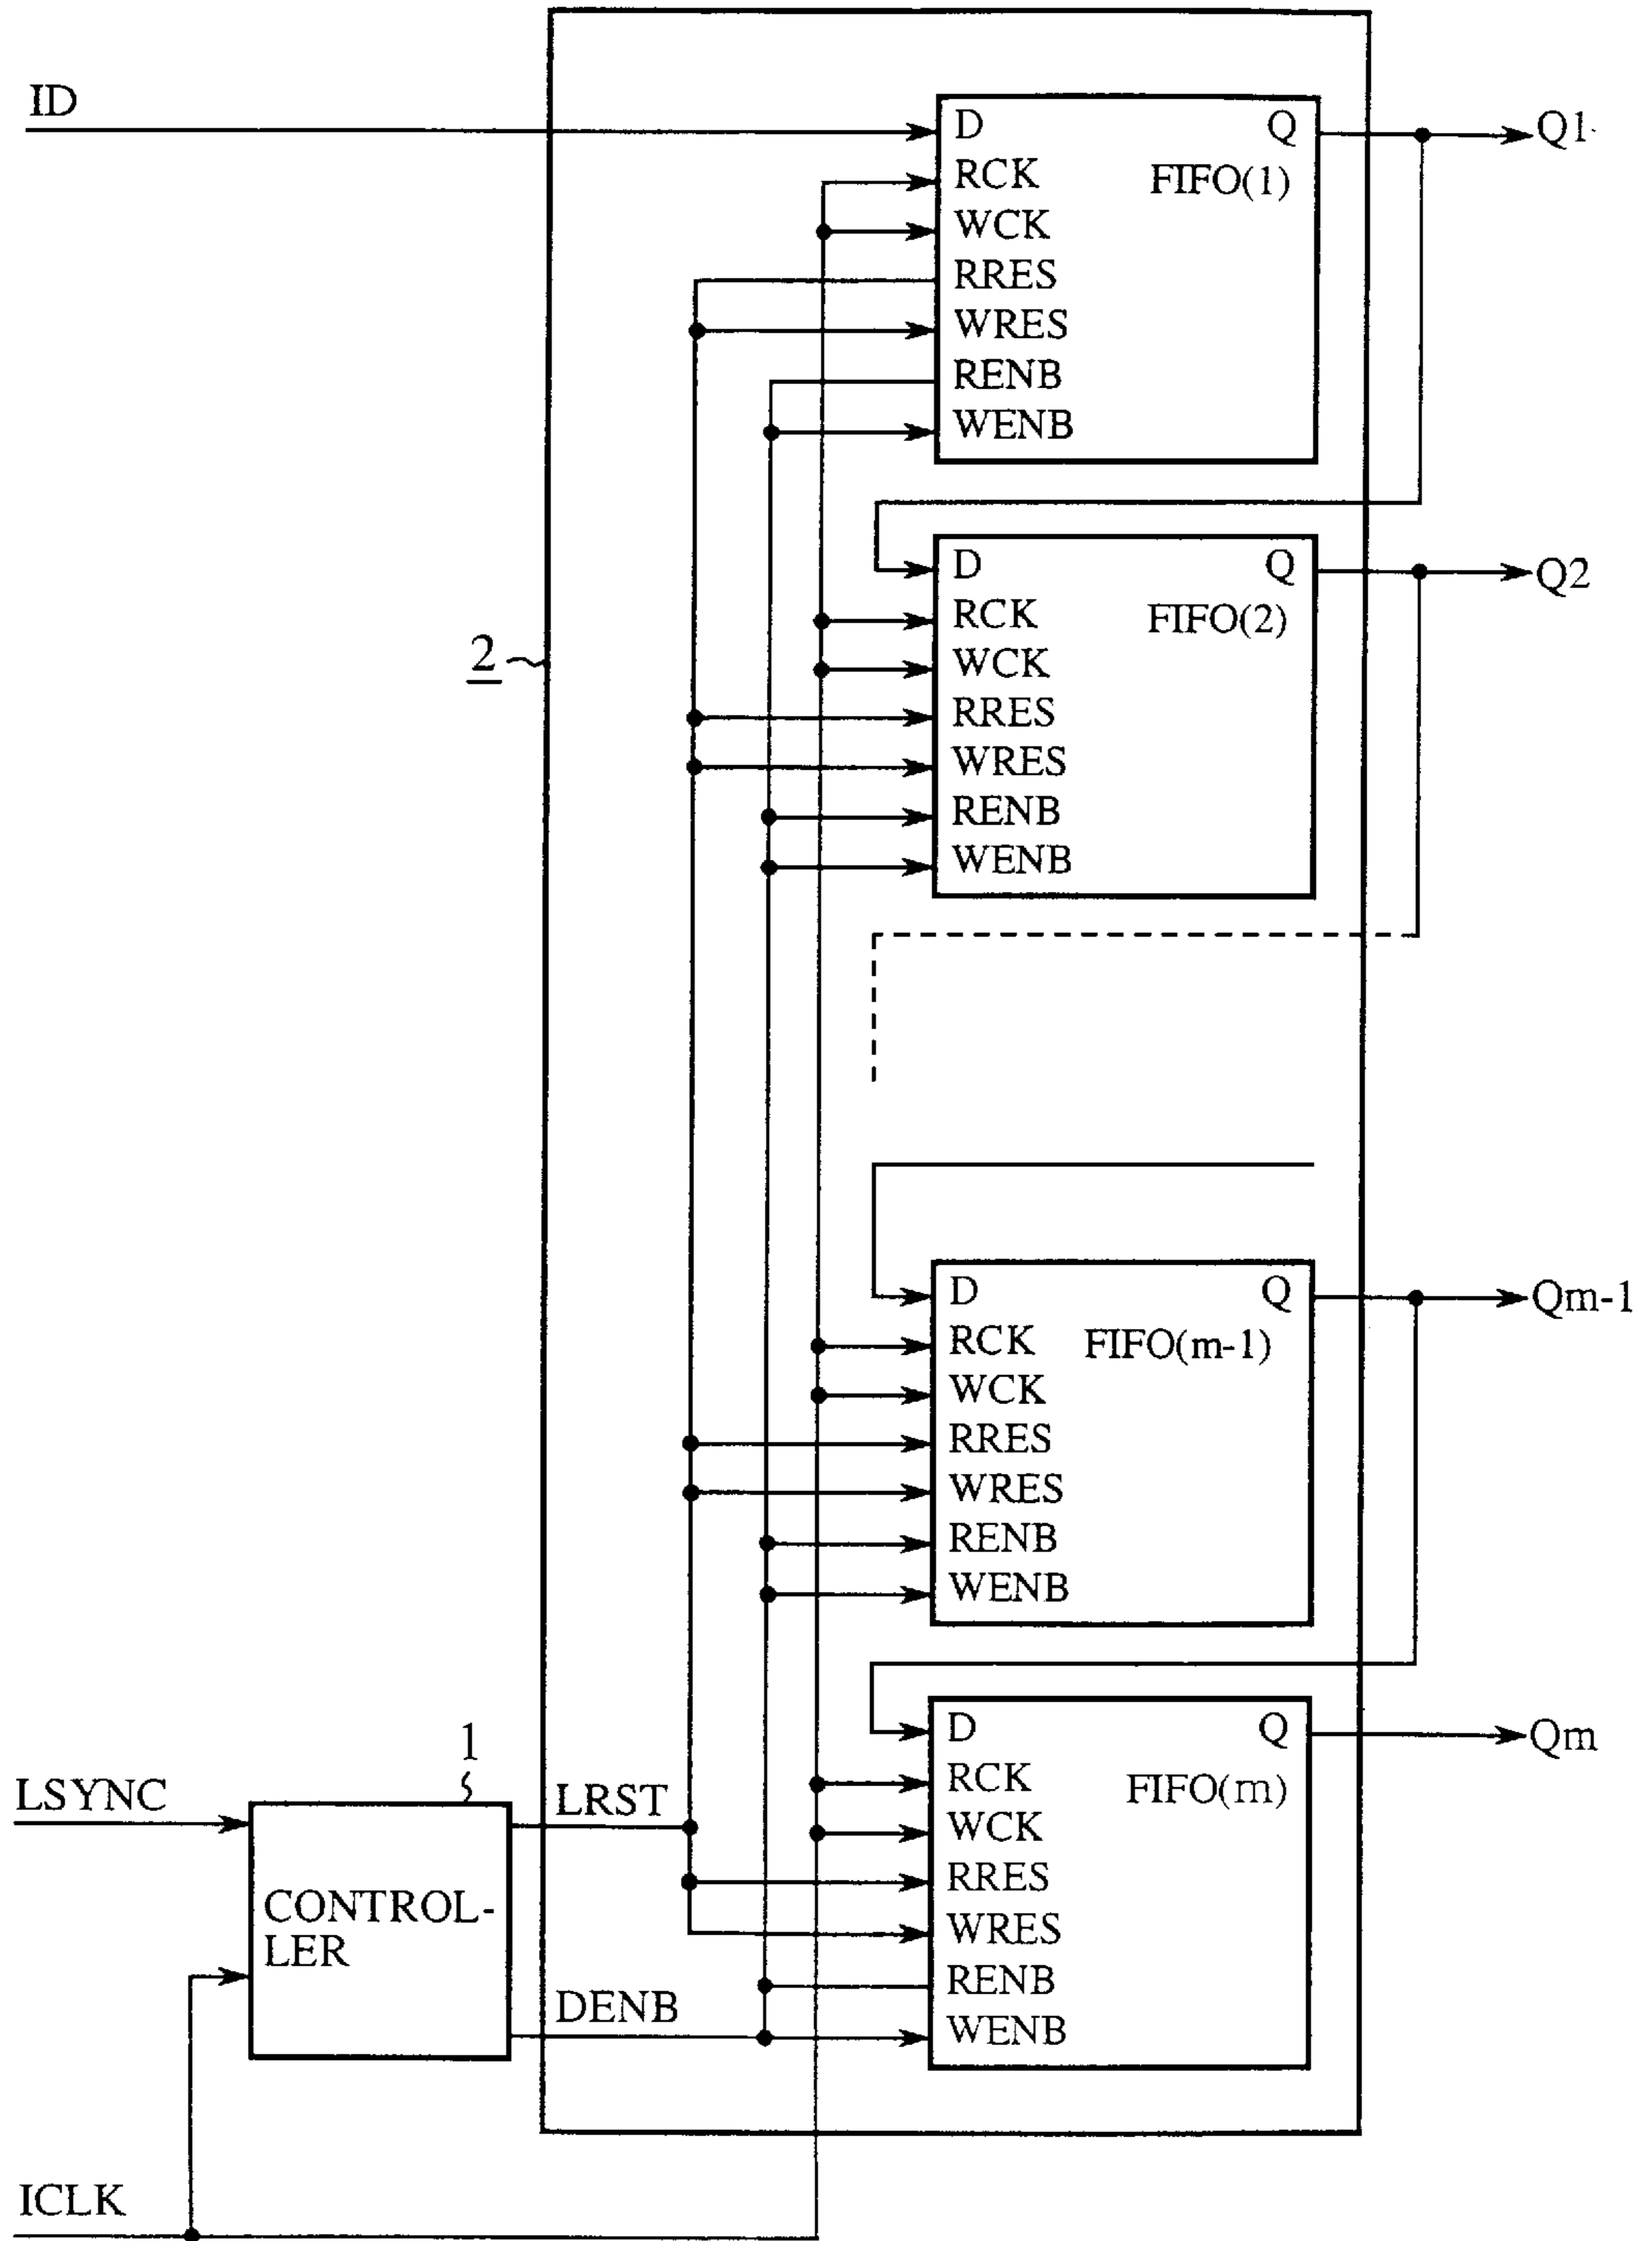 ID
D Q
Q1
RCK
FIFO(1)
WCK
RRES
WRES
RENB
WENB
D Q
Q2
RCK
FIFO(2)
WCK
RRES
WRES
RENB
WENB
2
D Q
Qm-1
RCK
FIFO(m-1)
WCK
RRES
WRES
RENB
WENB
D Q
Qm
RCK
FIFO(m)
WCK
RRES
WRES
RENB
WENB
1
LSYNC
LRST
CONTROL-
LER
DENB
ICLK